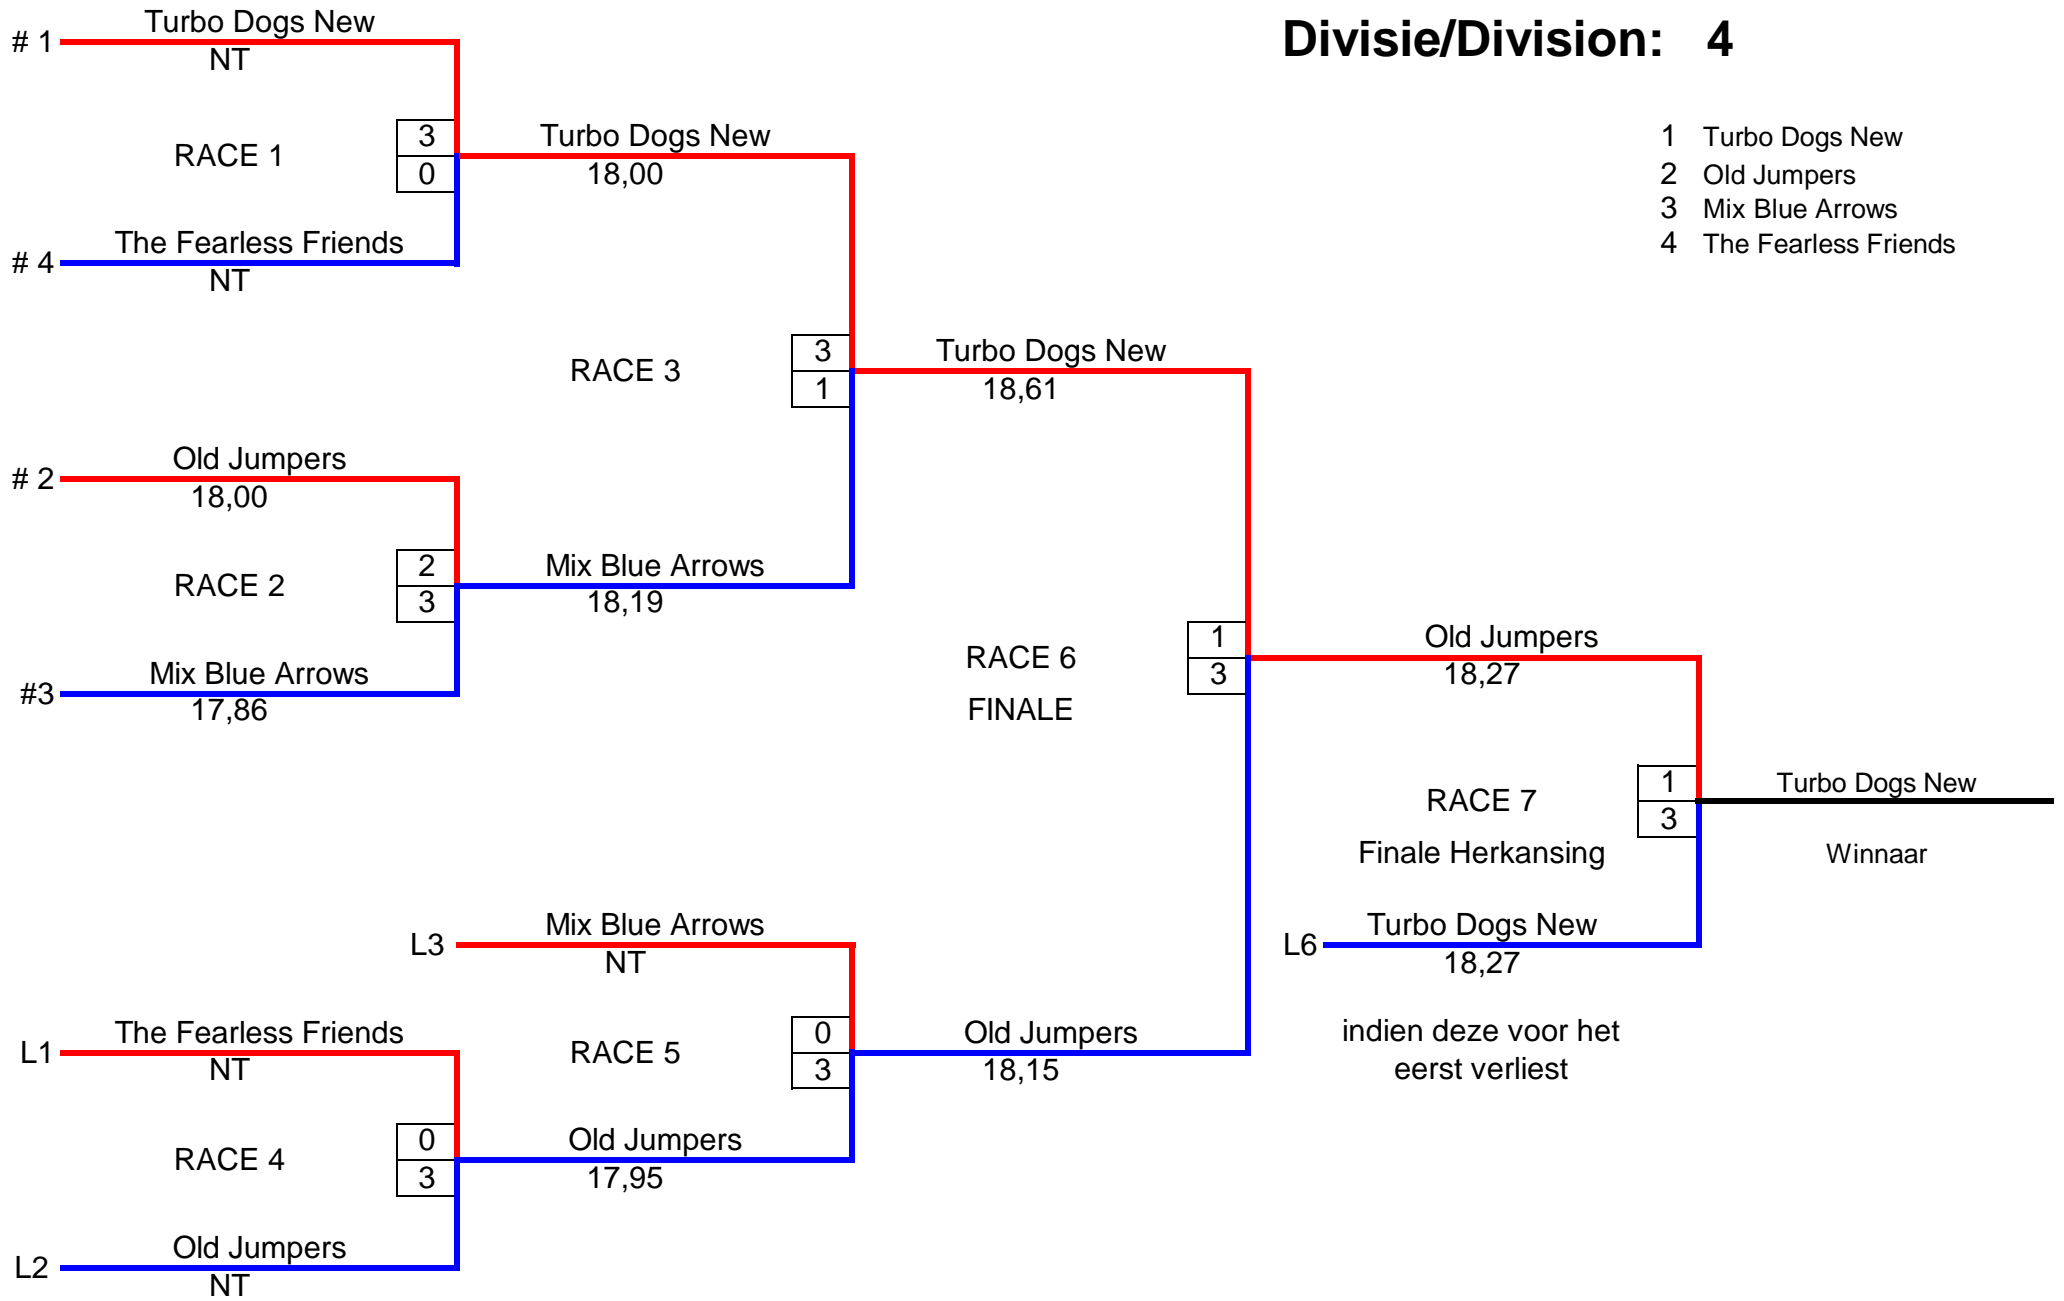 Divisie/Division: 4
1 Turbo Dogs New
2 Old Jumpers
3 Mix Blue Arrows
4 The Fearless Friends
# 1
Turbo Dogs New
NT
RACE 1
3
0
# 4
The Fearless Friends
NT
Turbo Dogs New
18,00
RACE 3
3
1
# 2
Old Jumpers
18,00
RACE 2
2
3
#3
Mix Blue Arrows
17,86
Mix Blue Arrows
18,19
Turbo Dogs New
18,61
RACE 6
FINALE
1
3
Old Jumpers
18,27
RACE 7
Finale Herkansing
1
3
Turbo Dogs New
Winnaar
L6
Turbo Dogs New
18,27
indien deze voor het
eerst verliest
L3
Mix Blue Arrows
NT
RACE 5
0
3
Old Jumpers
18,15
L1
The Fearless Friends
NT
RACE 4
0
3
Old Jumpers
17,95
L2
Old Jumpers
NT